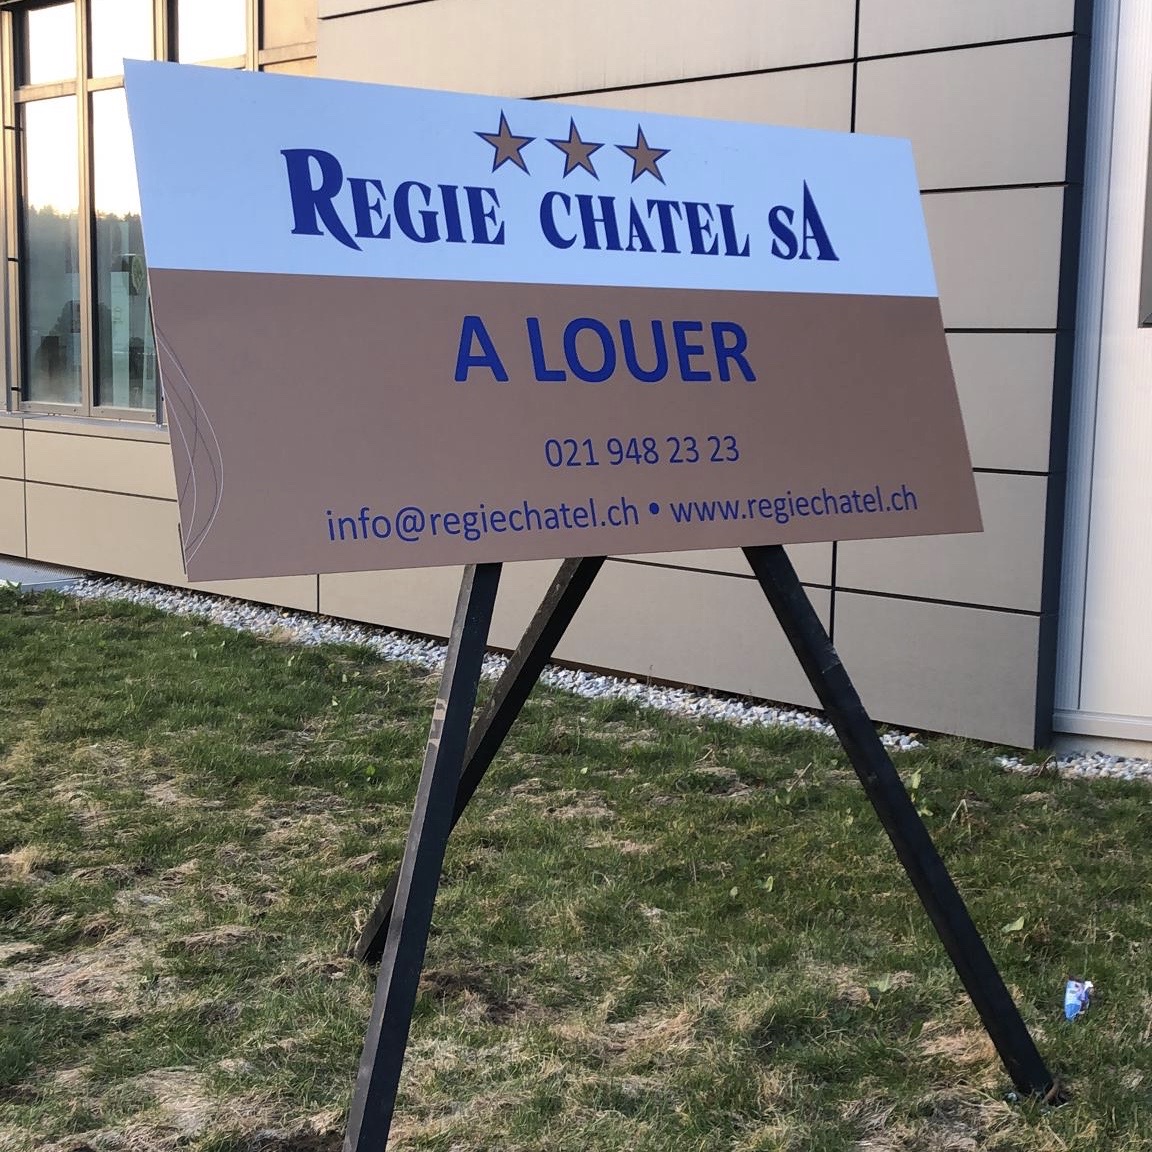 REGIE CHATEL SA
A LOUER
021 948 23 23
info@regiechatel.ch • www.regiechatel.ch